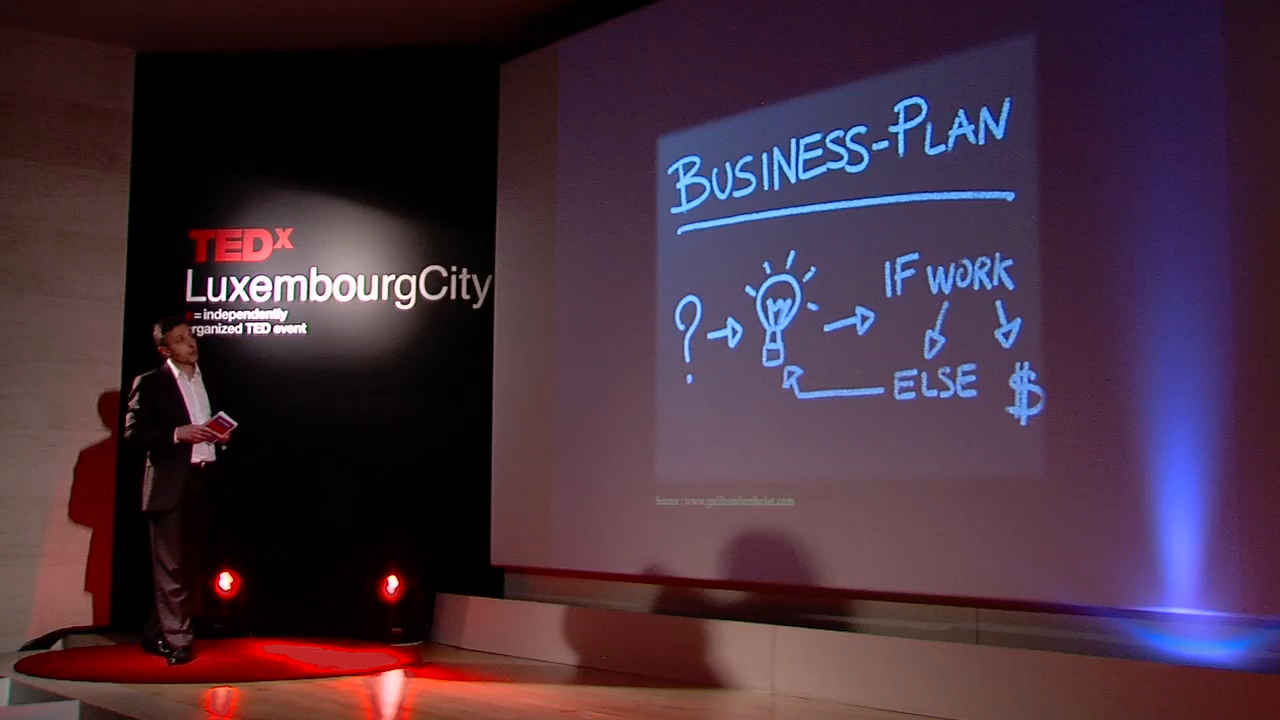 TEDx
LuxembourgCity
x = independently
organized TED event
BUSINESS-PLAN
? IF WORK
ELSE $